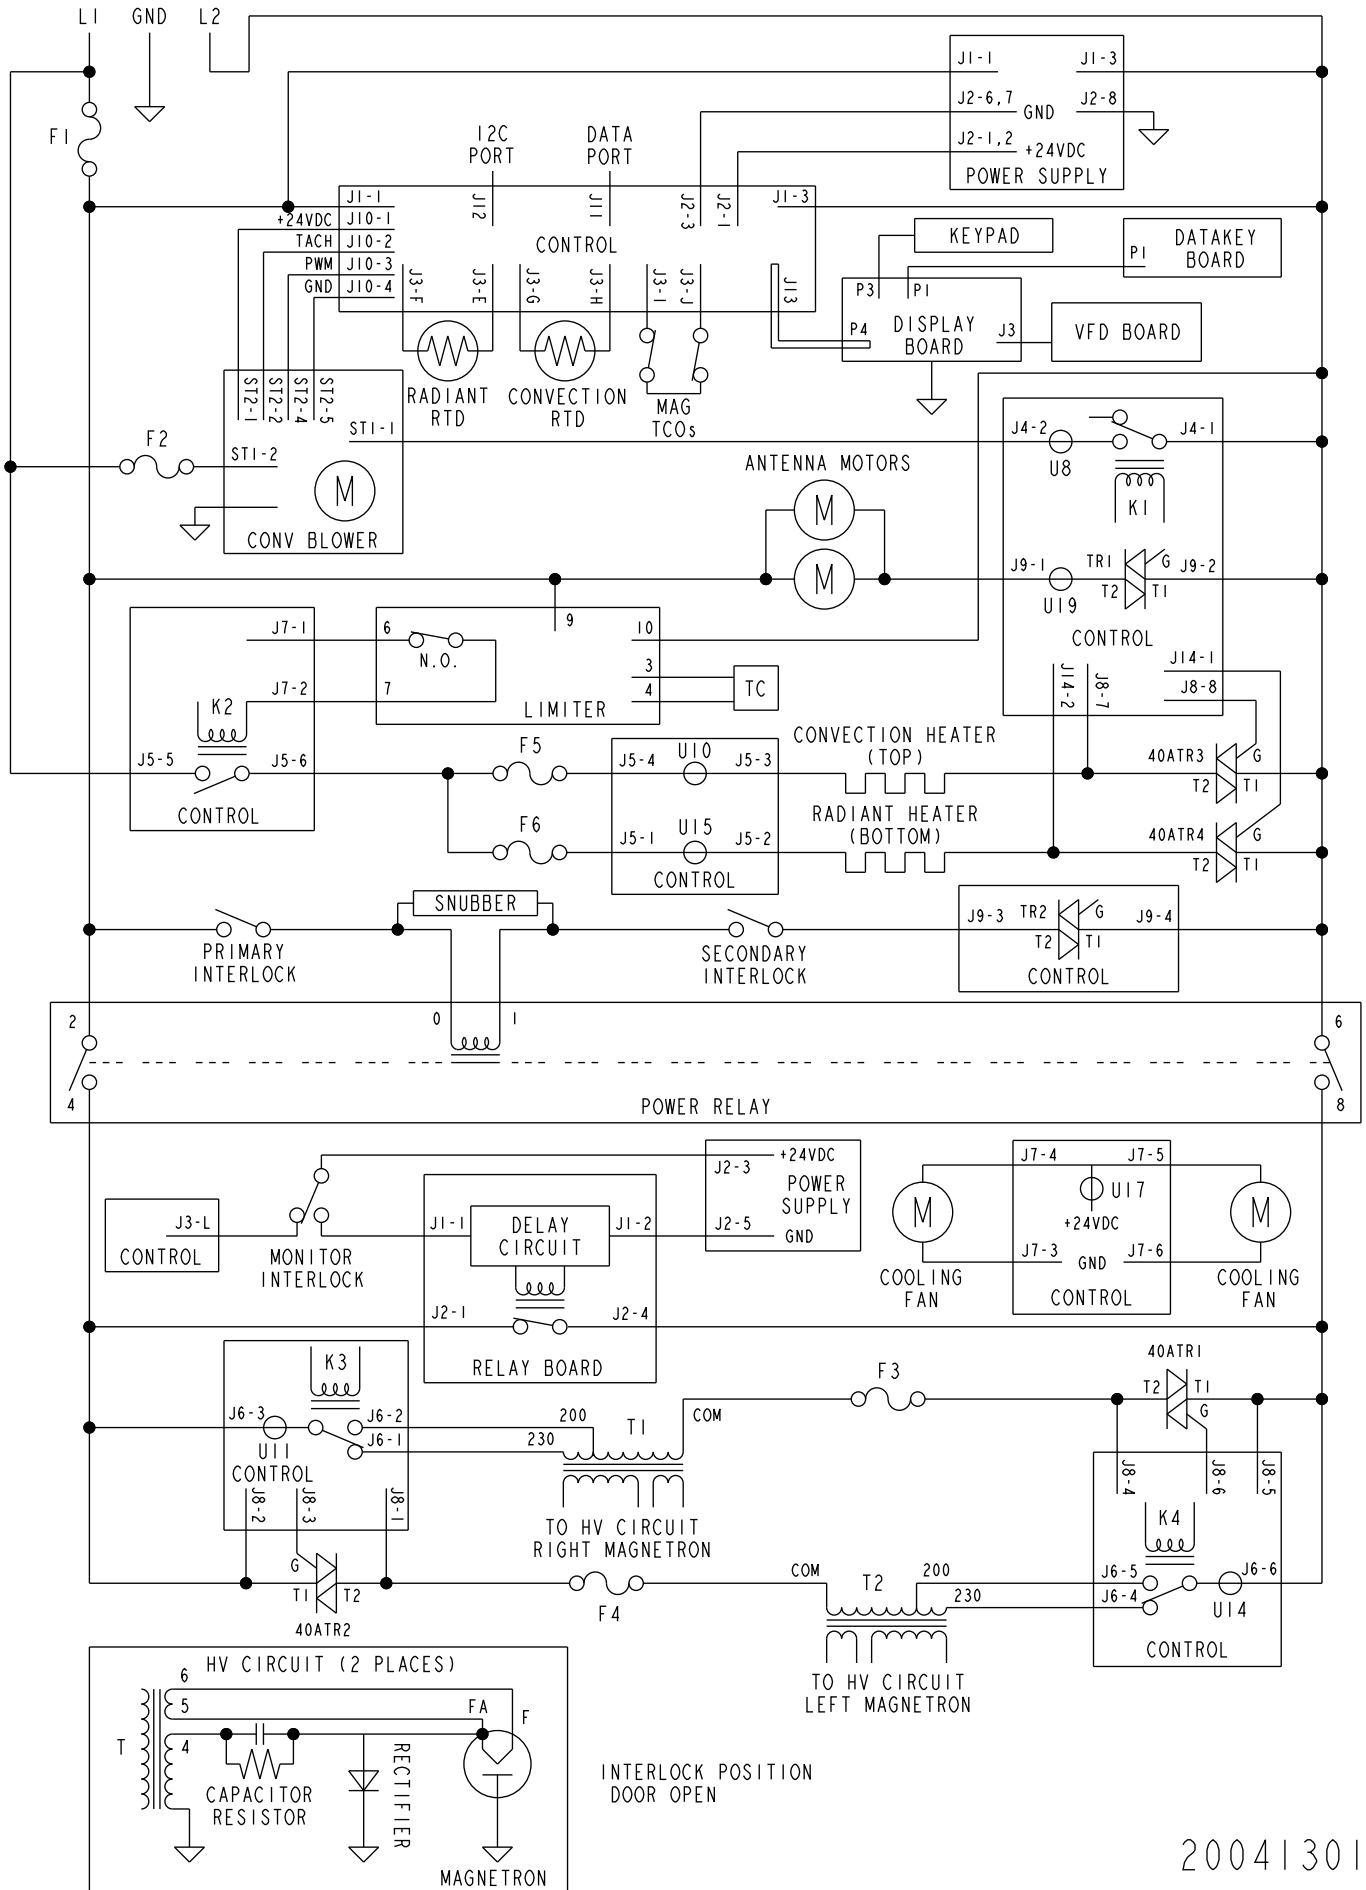 L1 GND L2
F1
J1-1 J1-3
J2-6,7 GND J2-8
J2-1,2 +24VDC
POWER SUPPLY
I2C
PORT
DATA
PORT
J1-1 J12 J11 J2-3 J2-1 J1-3
+24VDC J10-1
TACH J10-2
PWM J10-3
GND J10-4
CONTROL
J3-F J3-E J3-G J3-H J3-I J3-J J13
KEYPAD
P1
DATAKEY
BOARD
P3 P1
P4 DISPLAY
BOARD
J3
VFD BOARD
RADIANT
RTD
CONVECTION
RTD
MAG
TCOs
ST2-1 ST2-2 ST2-4 ST2-5
ST1-1
F2
ST1-2
M
CONV BLOWER
J4-2 J4-1
U8
K1
ANTENNA MOTORS
M
M
J9-1 TR1 G J9-2
T2 T1
U19
CONTROL
J14-2 J8-7
J14-1
J8-8
J7-1
J7-2
K2
J5-5 J5-6
CONTROL
6 9 10
N.O.
3
7 4
LIMITER
TC
F5
J5-4 U10 J5-3
CONVECTION HEATER
(TOP)
40ATR3 G
T2 T1
F6
J5-1 U15 J5-2
CONTROL
RADIANT HEATER
(BOTTOM)
40ATR4 G
T2 T1
SNUBBER
PRIMARY
INTERLOCK
SECONDARY
INTERLOCK
J9-3 TR2 G J9-4
T2 T1
CONTROL
2 0 1 6
4 8
POWER RELAY
J3-L
CONTROL
MONITOR
INTERLOCK
J1-1 DELAY
CIRCUIT
J1-2
J2-1 J2-4
RELAY BOARD
J2-3 +24VDC
POWER
SUPPLY
J2-5 GND
M
COOLING
FAN
J7-4 J7-5
U17
+24VDC
J7-3 GND J7-6
CONTROL
M
COOLING
FAN
K3
J6-3 J6-2
J6-1
U11
CONTROL
J8-2 J8-3 J8-1
200 T1 COM
230
TO HV CIRCUIT
RIGHT MAGNETRON
F3
40ATR1
T2 T1
G
J8-4 J8-6 J8-5
K4
J6-5 J6-6
J6-4
U14
CONTROL
G
T1 T2
40ATR2
F4
COM T2 200
230
TO HV CIRCUIT
LEFT MAGNETRON
HV CIRCUIT (2 PLACES)
6
5
4
T
FA F
CAPACITOR
RESISTOR
RECTIFIER
MAGNETRON
INTERLOCK POSITION
DOOR OPEN
20041301